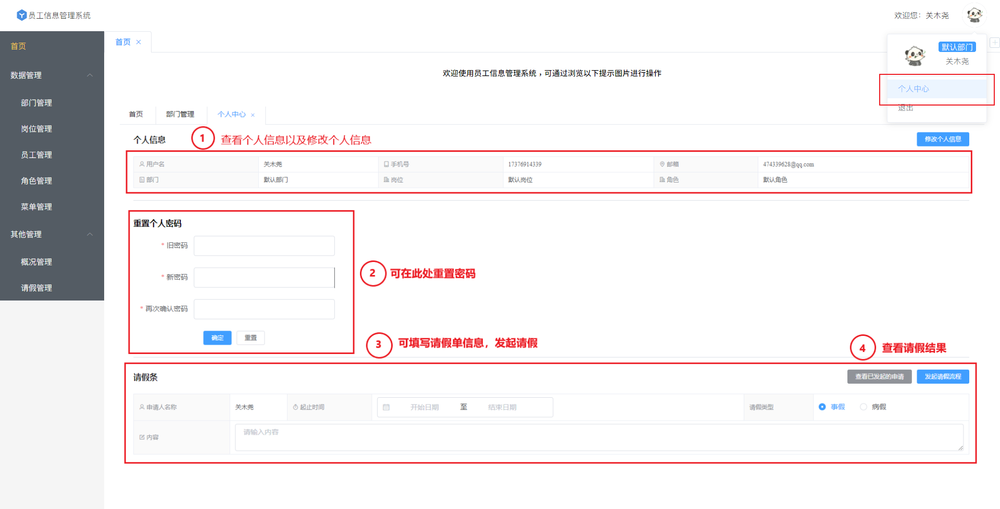 员工信息管理系统
欢迎您：关木尧
首页
数据管理
部门管理
岗位管理
员工管理
角色管理
菜单管理
其他管理
概况管理
请假管理
首页
默认部门
关木尧
个人中心
退出
欢迎使用员工信息管理系统，可通过浏览以下提示图片进行操作
首页 部门管理 个人中心
个人信息 1 查看个人信息以及修改个人信息 修改个人信息
用户名 关木尧 手机号 17376914339 邮箱 474339628@qq.com
部门 默认部门 岗位 默认岗位 角色 默认角色
重置个人密码
* 旧密码
* 新密码
2 可在此处重置密码
* 再次确认密码
确定 重置
3 可填写请假单信息，发起请假
4 查看请假结果
请假条 查看已发起的申请 发起请假流程
申请人名称 关木尧 起止时间 开始日期 至 结束日期 请假类型 事假 病假
内容 请输入内容